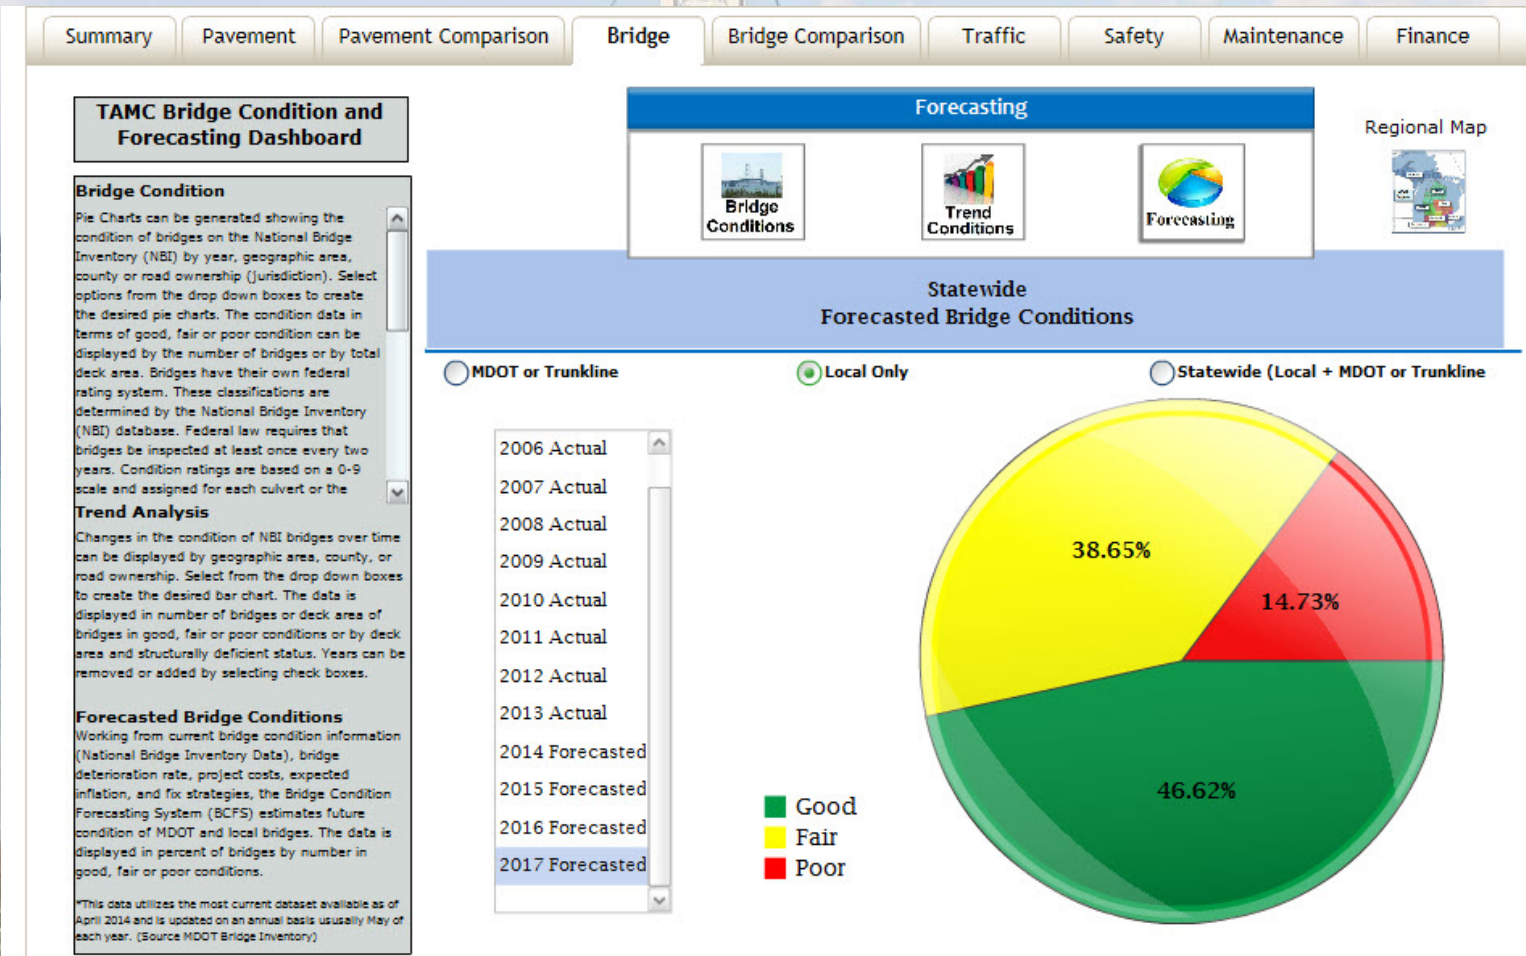 Summary
Pavement
Pavement Comparison
Bridge
Bridge Comparison
Traffic
Safety
Maintenance
Finance
TAMC Bridge Condition and
Forecasting Dashboard
Bridge Condition
Pie Charts can be generated showing the
condition of bridges on the National Bridge
Inventory (NBI) by year, geographic area,
county or road ownership (jurisdiction). Select
options from the drop down boxes to create
the desired pie charts. The condition data in
terms of good, fair or poor condition can be
displayed by the number of bridges or by total
deck area. Bridges have their own federal
rating system. These classifications are
determined by the National Bridge Inventory
(NBI) database. Federal law requires that
bridges be inspected at least once every two
years. Condition ratings are based on a 0-9
scale and assigned for each culvert or the
Trend Analysis
Changes in the condition of NBI bridges over time
can be displayed by geographic area, county, or
road ownership. Select from the drop down boxes
to create the desired bar chart. The data is
displayed in number of bridges or deck area of
bridges in good, fair or poor conditions or by deck
area and structurally deficient status. Years can be
removed or added by selecting check boxes.
Forecasted Bridge Conditions
Working from current bridge condition information
(National Bridge Inventory Data), bridge
deterioration rate, project costs, expected
inflation, and fix strategies, the Bridge Condition
Forecasting System (BCFS) estimates future
condition of MDOT and local bridges. The data is
displayed in percent of bridges by number in
good, fair or poor conditions.
*This data utilizes the most current dataset available as of
April 2014 and is updated on an annual basis ususally May of
each year. (Source MDOT Bridge Inventory)
Forecasting
Bridge
Conditions
Trend
Conditions
Forecasting
Regional Map
Statewide
Forecasted Bridge Conditions
MDOT or Trunkline
Local Only
Statewide (Local + MDOT or Trunkline
2006 Actual
2007 Actual
2008 Actual
2009 Actual
2010 Actual
2011 Actual
2012 Actual
2013 Actual
2014 Forecasted
2015 Forecasted
2016 Forecasted
2017 Forecasted
Good
Fair
Poor
38.65%
14.73%
46.62%